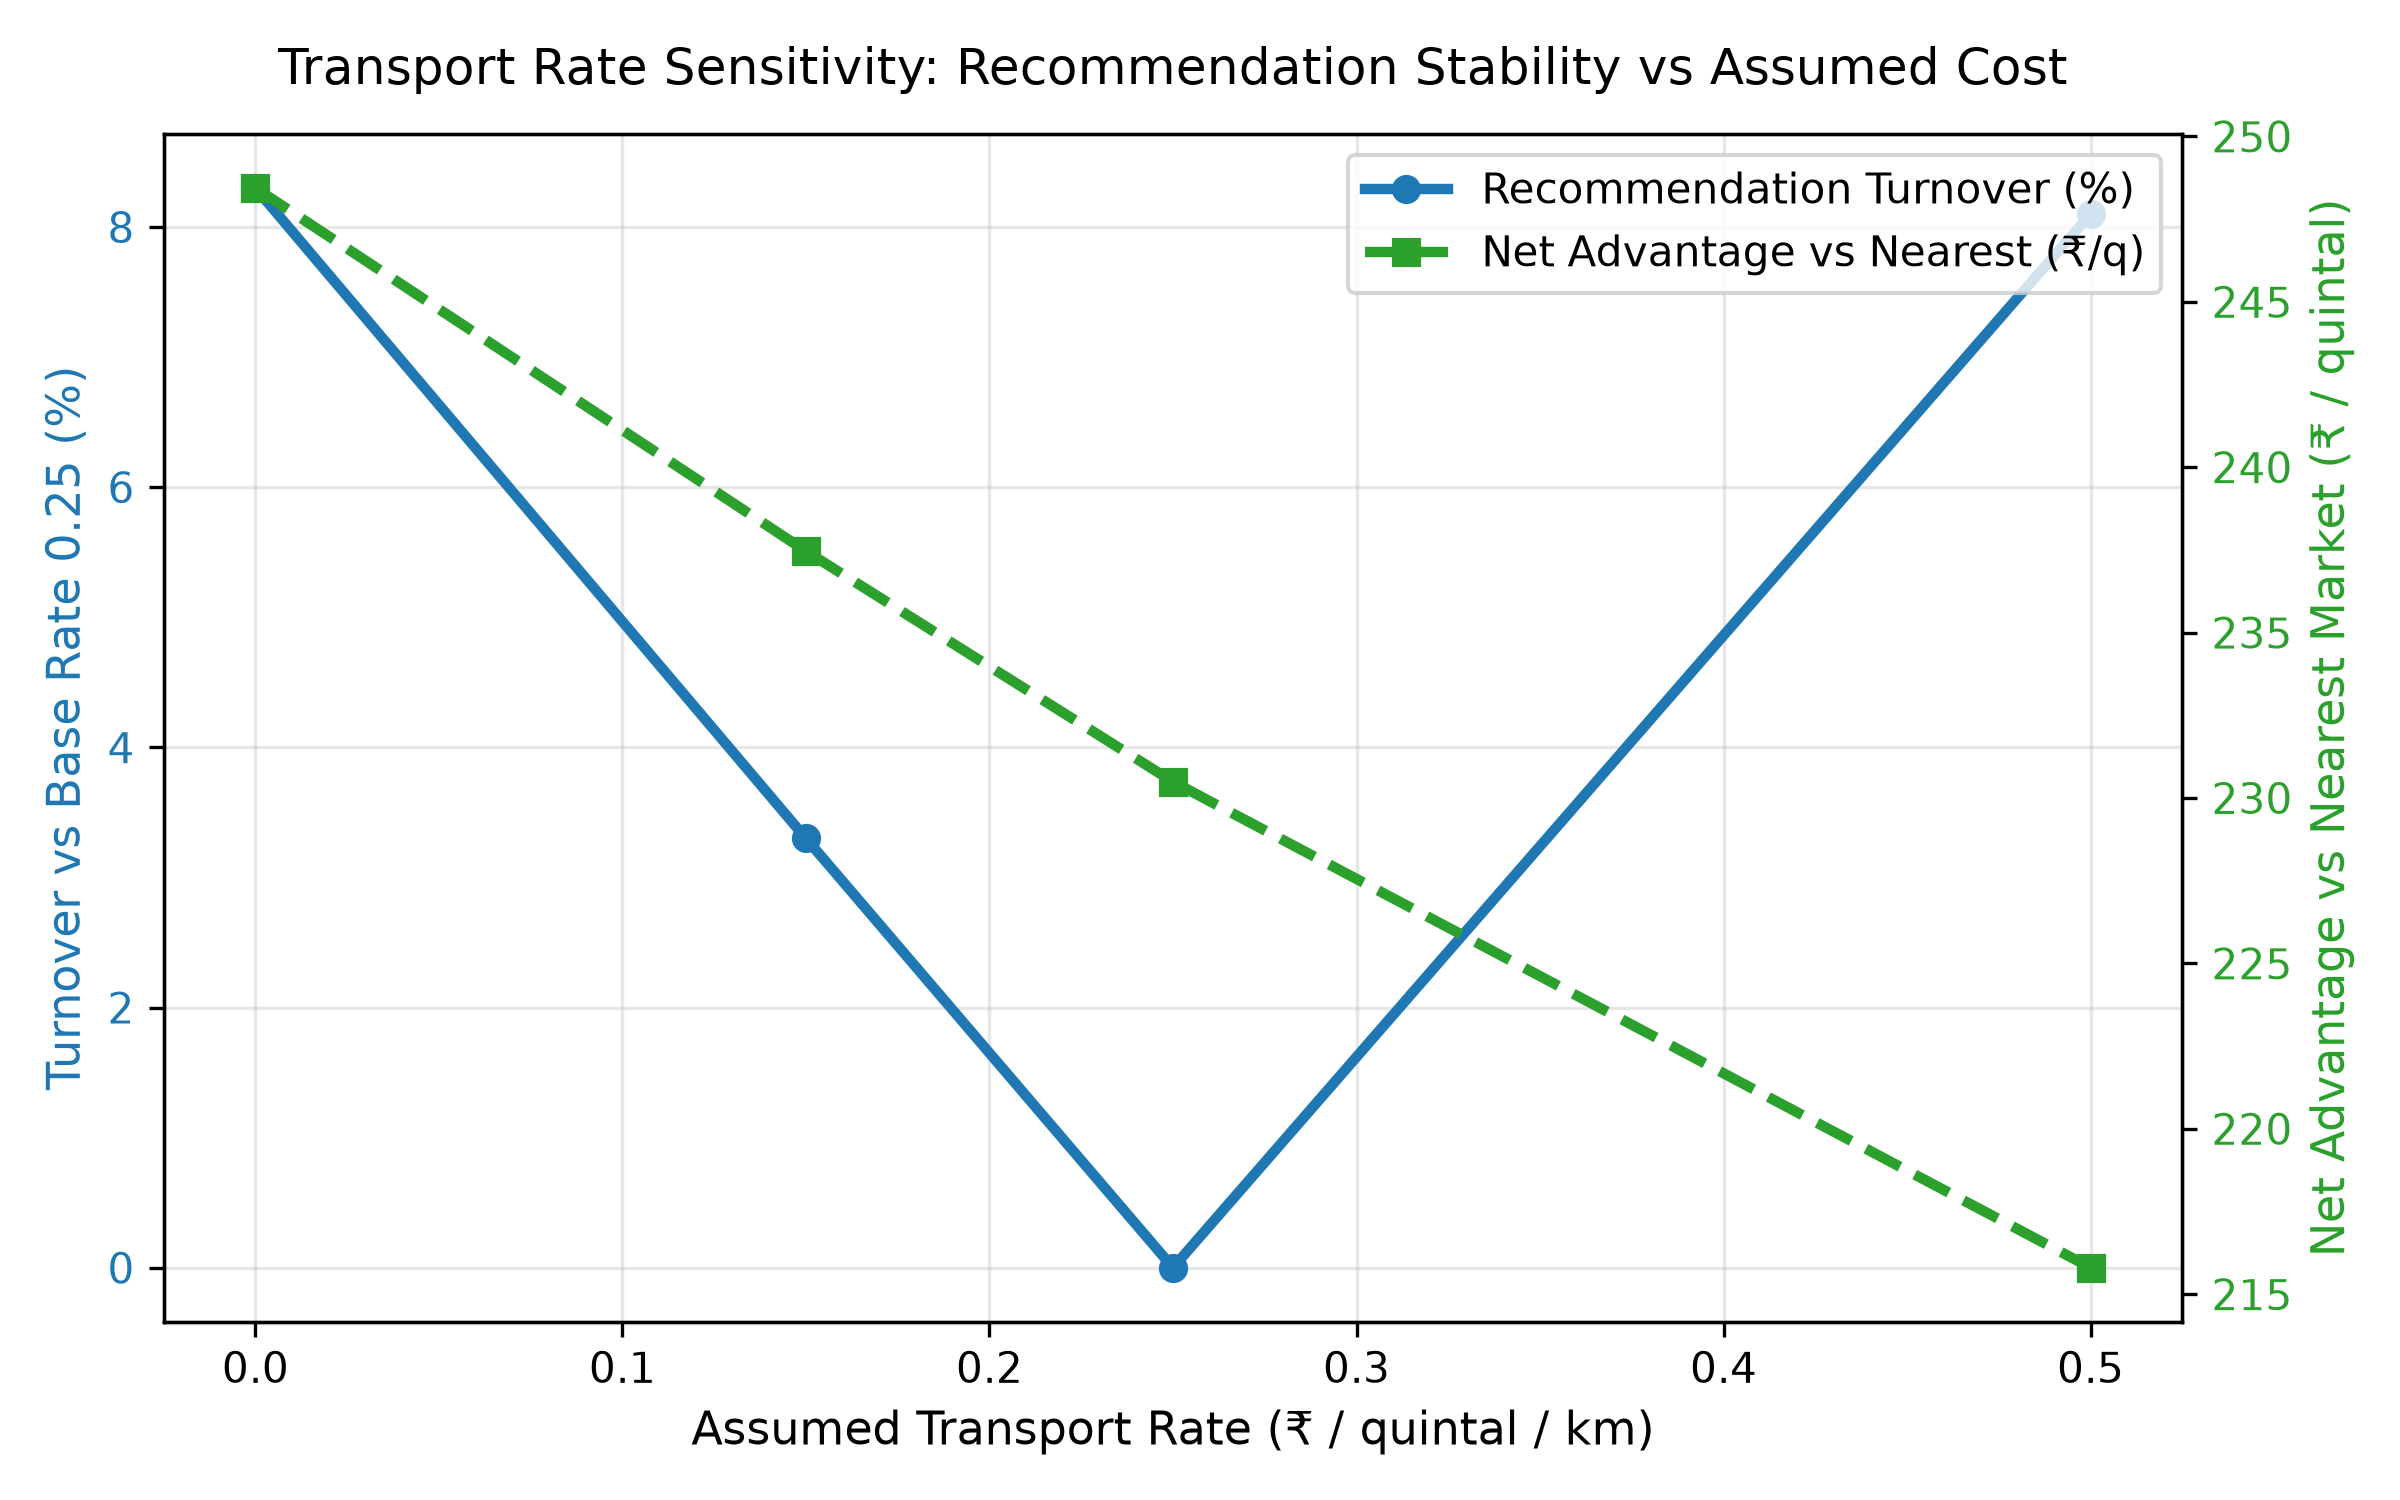 Transport Rate Sensitivity: Recommendation Stability vs Assumed Cost
Recommendation Turnover (%)
Net Advantage vs Nearest (₹/q)
Turnover vs Base Rate 0.25 (%)
8
6
4
2
0
250
245
240
235
230
225
220
215
Net Advantage vs Nearest Market (₹ / quintal)
0.0 0.1 0.2 0.3 0.4 0.5
Assumed Transport Rate (₹ / quintal / km)